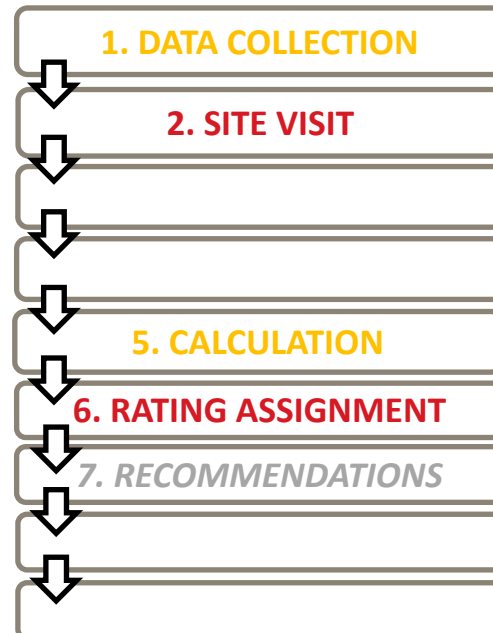 1. DATA COLLECTION
2. SITE VISIT
5. CALCULATION
6. RATING ASSIGNMENT
7. RECOMMENDATIONS